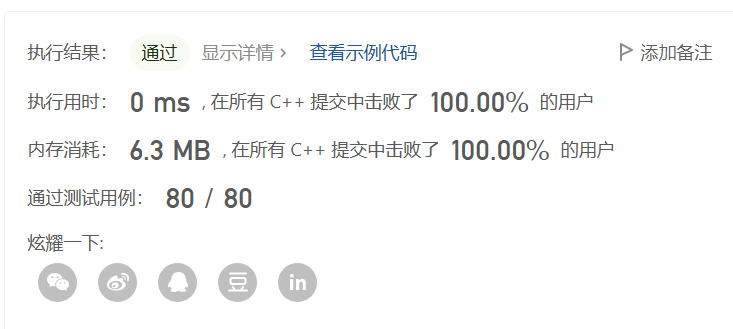 执行结果： 通过 显示详情 > 查看示例代码 添加备注
执行用时： 0 ms , 在所有 C++ 提交中击败了 100.00% 的用户
内存消耗： 6.3 MB , 在所有 C++ 提交中击败了 100.00% 的用户
通过测试用例： 80 / 80
炫耀一下:
豆 in